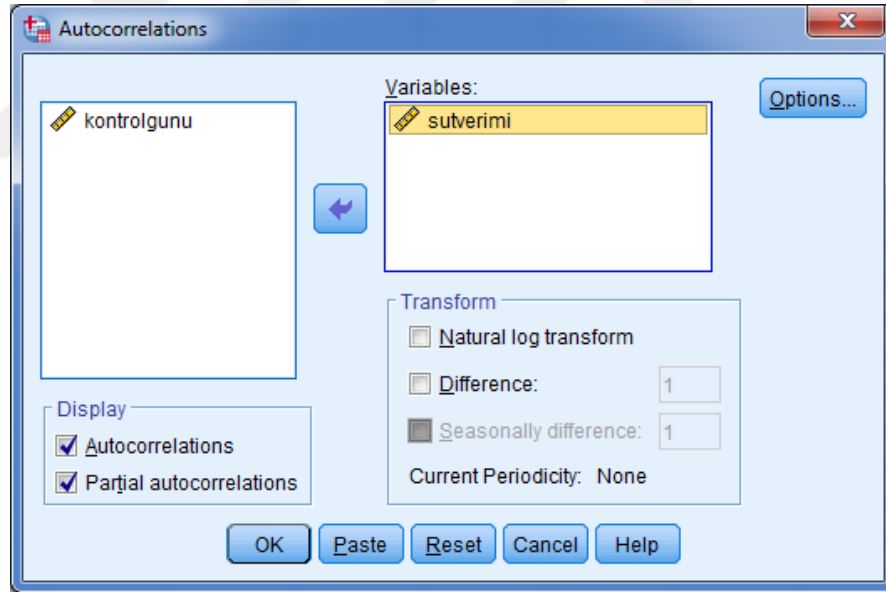 Autocorrelations
Variables:
kontrolgunu
sutverimi
Options...
Transform
Natural log transform
Difference: 1
Seasonally difference: 1
Current Periodicity: None
Display
Autocorrelations
Partial autocorrelations
OK Paste Reset Cancel Help